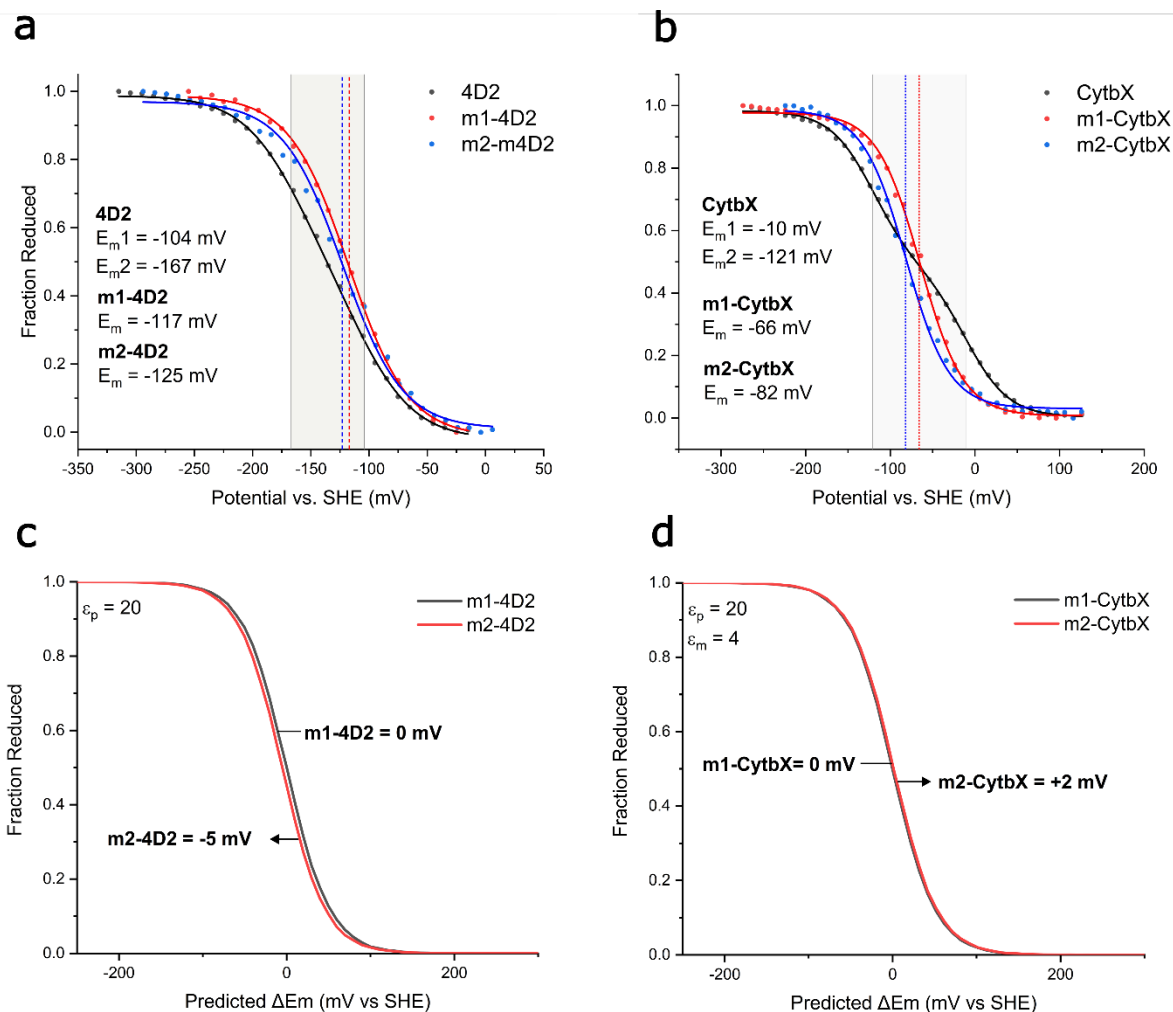 a
4D2
m1-4D2
m2-m4D2
4D2
Em1 = -104 mV
Em2 = -167 mV
m1-4D2
Em = -117 mV
m2-4D2
Em = -125 mV
Fraction Reduced
1.0
0.8
0.6
0.4
0.2
0.0
-350 -300 -250 -200 -150 -100 -50 0 50
Potential vs. SHE (mV)
b
CytbX
m1-CytbX
m2-CytbX
CytbX
Em1 = -10 mV
Em2 = -121 mV
m1-CytbX
Em = -66 mV
m2-CytbX
Em = -82 mV
1.0
0.8
0.6
0.4
0.2
0.0
-300 -200 -100 0 100 200
Potential vs. SHE (mV)
c
εp = 20
m1-4D2
m2-4D2
m1-4D2 = 0 mV
m2-4D2 = -5 mV
Fraction Reduced
1.0
0.8
0.6
0.4
0.2
0.0
-200 0 200
Predicted ΔEm (mV vs SHE)
d
εp = 20
εm = 4
m1-CytbX
m2-CytbX
m1-CytbX= 0 mV
m2-CytbX = +2 mV
Fraction Reduced
1.0
0.8
0.6
0.4
0.2
0.0
-200 0 200
Predicted ΔEm (mV vs SHE)